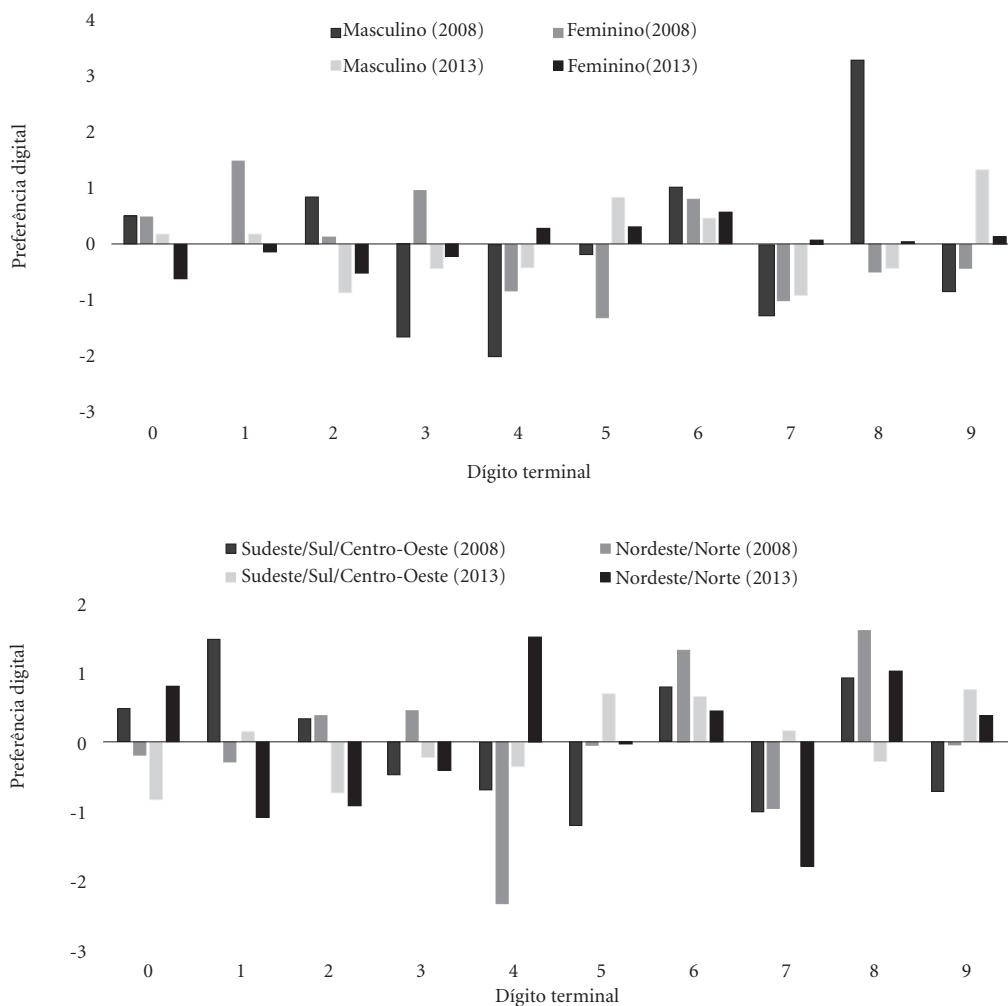 4
3
2
1
0
-1
-2
-3
Preferência digital
Masculino (2008) Feminino(2008)
Masculino (2013) Feminino(2013)
0 1 2 3 4 5 6 7 8 9
Dígito terminal
Sudeste/Sul/Centro-Oeste (2008) Nordeste/Norte (2008)
Sudeste/Sul/Centro-Oeste (2013) Nordeste/Norte (2013)
2
1
0
-1
-2
-3
Preferência digital
0 1 2 3 4 5 6 7 8 9
Dígito terminal